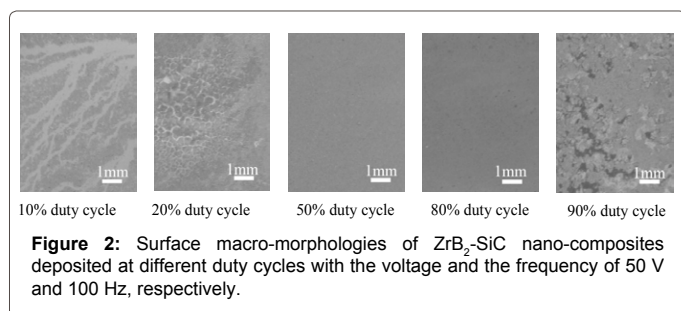 1mm 1mm 1mm 1mm 1mm
10% duty cycle 20% duty cycle 50% duty cycle 80% duty cycle 90% duty cycle
Figure 2: Surface macro-morphologies of ZrB₂-SiC nano-composites
deposited at different duty cycles with the voltage and the frequency of 50 V
and 100 Hz, respectively.